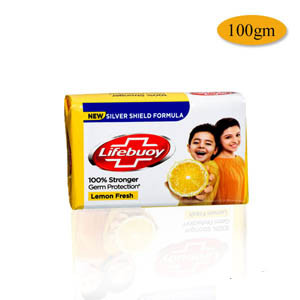 100gm
NEW SILVER SHIELD FORMULA
Lifebuoy
100% Stronger
Germ Protection*
Lemon Fresh